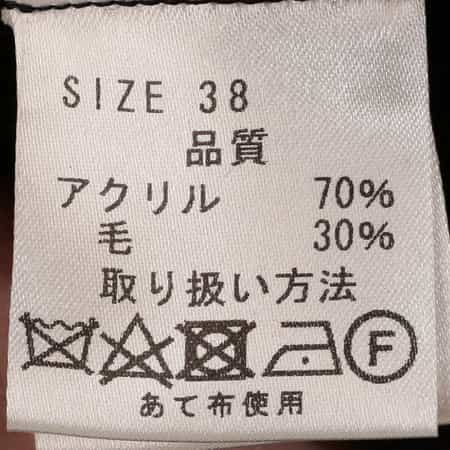 SIZE 38
品質
アクリル 70%
毛 30%
取り扱い方法
F
あて布使用